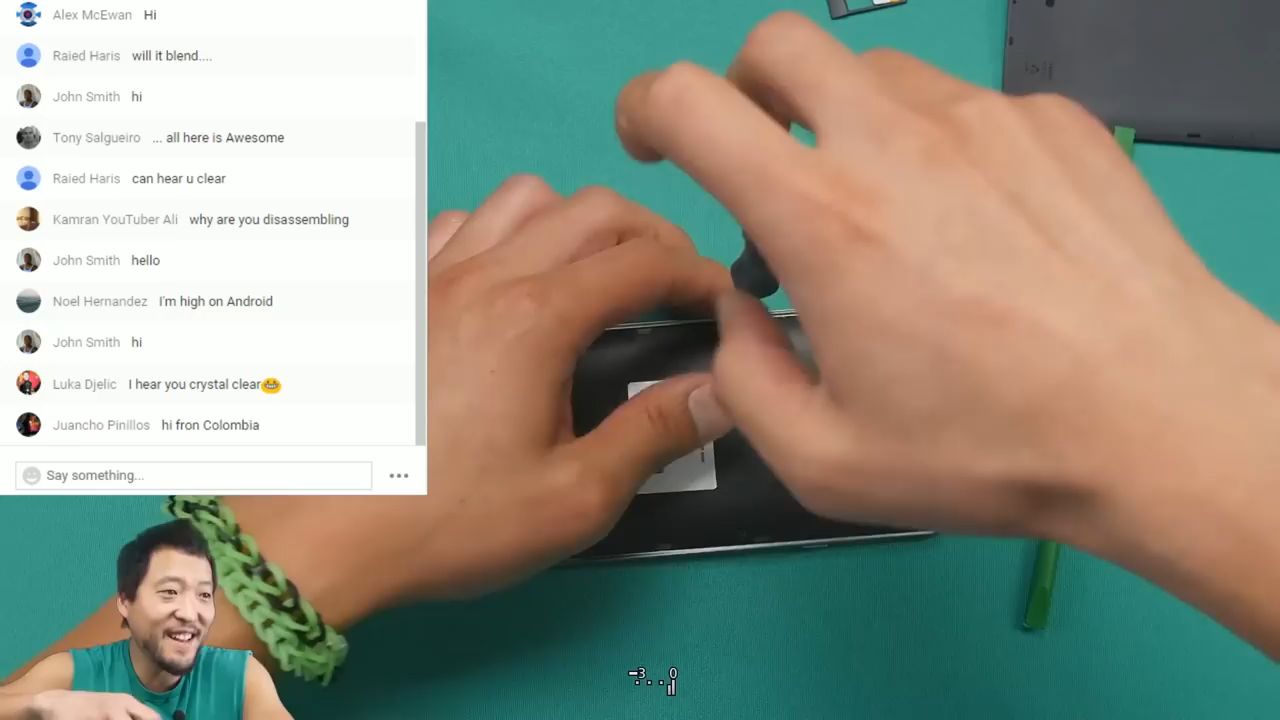 Alex McEwan Hi
Raied Haris will it blend....
John Smith hi
Tony Salgueiro ... all here is Awesome
Raied Haris can hear u clear
Kamran YouTuber Ali why are you disassembling
John Smith hello
Noel Hernandez I'm high on Android
John Smith hi
Luka Djelic I hear you crystal clear
Juancho Pinillos hi fron Colombia
Say something...
-3 0